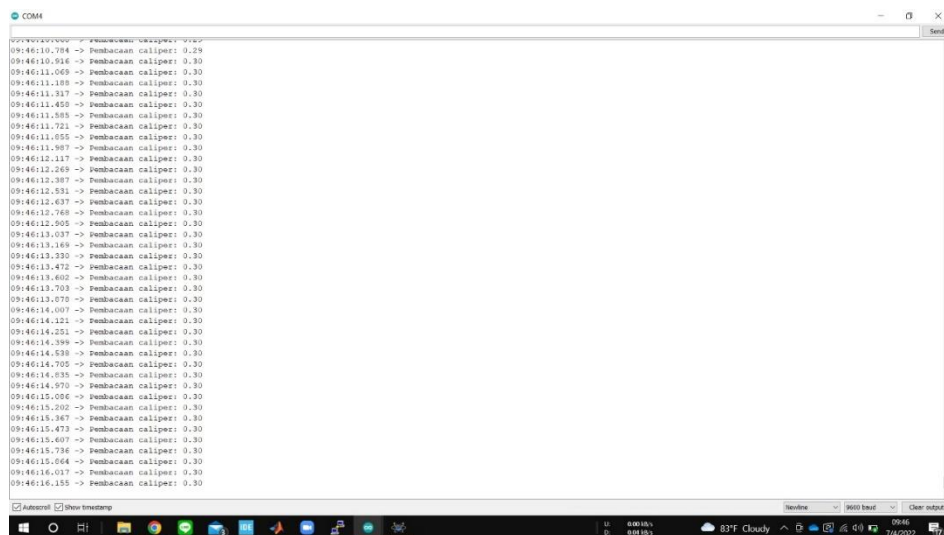 COM4
Send
09:46:10.784 -> Pembacaan caliper: 0.29
09:46:10.916 -> Pembacaan caliper: 0.30
09:46:11.069 -> Pembacaan caliper: 0.30
09:46:11.188 -> Pembacaan caliper: 0.30
09:46:11.317 -> Pembacaan caliper: 0.30
09:46:11.450 -> Pembacaan caliper: 0.30
09:46:11.585 -> Pembacaan caliper: 0.30
09:46:11.721 -> Pembacaan caliper: 0.30
09:46:11.855 -> Pembacaan caliper: 0.30
09:46:11.987 -> Pembacaan caliper: 0.30
09:46:12.117 -> Pembacaan caliper: 0.30
09:46:12.269 -> Pembacaan caliper: 0.30
09:46:12.387 -> Pembacaan caliper: 0.30
09:46:12.531 -> Pembacaan caliper: 0.30
09:46:12.637 -> Pembacaan caliper: 0.30
09:46:12.768 -> Pembacaan caliper: 0.30
09:46:12.905 -> Pembacaan caliper: 0.30
09:46:13.037 -> Pembacaan caliper: 0.30
09:46:13.169 -> Pembacaan caliper: 0.30
09:46:13.330 -> Pembacaan caliper: 0.30
09:46:13.472 -> Pembacaan caliper: 0.30
09:46:13.602 -> Pembacaan caliper: 0.30
09:46:13.703 -> Pembacaan caliper: 0.30
09:46:13.878 -> Pembacaan caliper: 0.30
09:46:14.007 -> Pembacaan caliper: 0.30
09:46:14.121 -> Pembacaan caliper: 0.30
09:46:14.251 -> Pembacaan caliper: 0.30
09:46:14.399 -> Pembacaan caliper: 0.30
09:46:14.538 -> Pembacaan caliper: 0.30
09:46:14.705 -> Pembacaan caliper: 0.30
09:46:14.835 -> Pembacaan caliper: 0.30
09:46:14.970 -> Pembacaan caliper: 0.30
09:46:15.086 -> Pembacaan caliper: 0.30
09:46:15.202 -> Pembacaan caliper: 0.30
09:46:15.367 -> Pembacaan caliper: 0.30
09:46:15.473 -> Pembacaan caliper: 0.30
09:46:15.607 -> Pembacaan caliper: 0.30
09:46:15.736 -> Pembacaan caliper: 0.30
09:46:15.864 -> Pembacaan caliper: 0.30
09:46:16.017 -> Pembacaan caliper: 0.30
09:46:16.155 -> Pembacaan caliper: 0.30
Autoscroll Show timestamp Newline 9600 baud Clear output
IDE
U: 0.00 kB/s
D: 0.04 kB/s
83°F Cloudy
09:46
7/4/2022